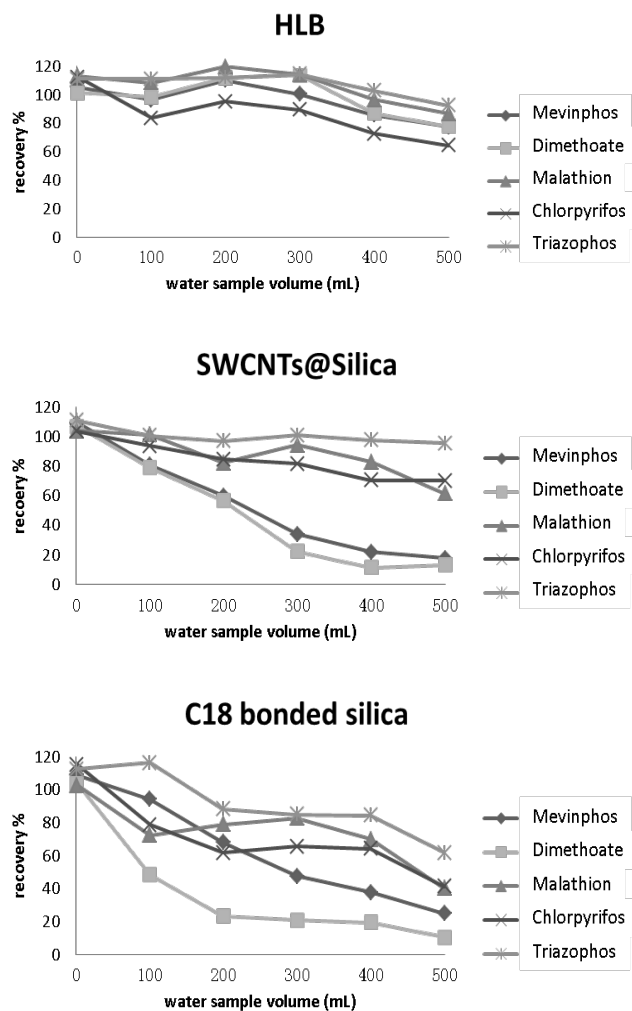 HLB
120
100
80
60
40
20
0
recovery %
0 100 200 300 400 500
water sample volume (mL)
Mevinphos
Dimethoate
Malathion
Chlorpyrifos
Triazophos
SWCNTs@Silica
120
100
80
60
40
20
0
recoery %
0 100 200 300 400 500
water sample volume (mL)
Mevinphos
Dimethoate
Malathion
Chlorpyrifos
Triazophos
C18 bonded silica
120
100
80
60
40
20
0
recovery %
0 100 200 300 400 500
water sample volume (mL)
Mevinphos
Dimethoate
Malathion
Chlorpyrifos
Triazophos